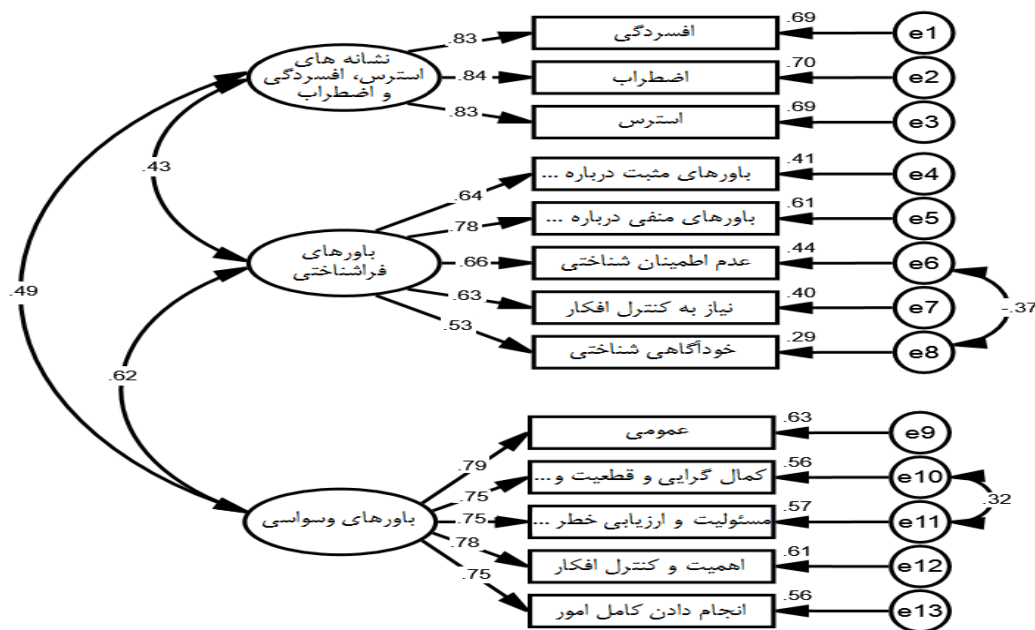 .69
افسردگی
e1
.83
نشانه های
استرس، افسردگی
و اضطراب
.70
اضطراب
e2
.84
.69
استرس
e3
.83
.43
.41
باورهای مثبت درباره ...
e4
.64
.61
باورهای منفی درباره ...
e5
.78
باورهای
فراشناختی
.44
عدم اطمینان شناختی
e6
.66
.49
.40
نیاز به کنترل افکار
e7
.63
-.37
.29
خودآگاهی شناختی
e8
.53
.62
.63
عمومی
e9
.79
.56
کمال گرایی و قطعیت و...
e10
.75
.32
باورهای وسواسی
.57
مسئولیت و ارزیابی خطر ...
e11
.75
.61
اهمیت و کنترل افکار
e12
.78
.56
انجام دادن کامل امور
e13
.75